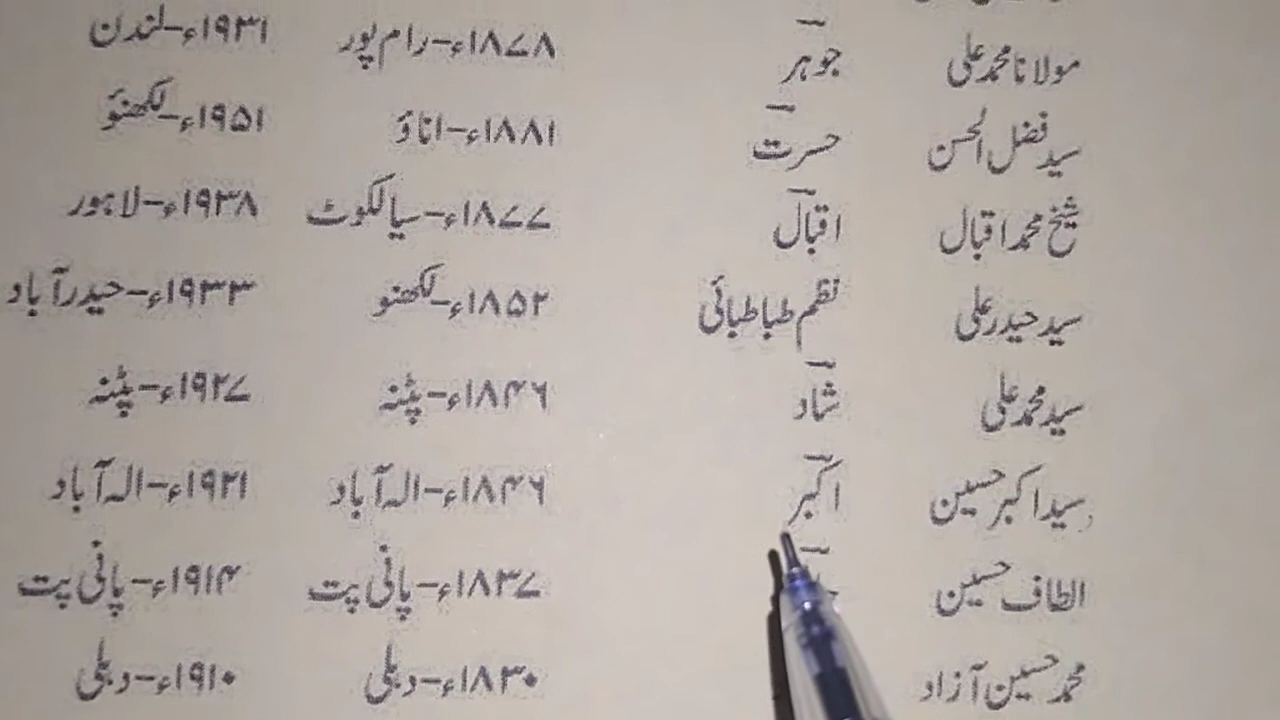 مولانا محمد علی جوہر ۱۸۷۸ء-رام پور ۱۹۳۱ء-لندن
سید فضل الحسن حسرت ۱۸۸۱ء-اناؤ ۱۹۵۱ء-لکھنئو
شیخ محمد اقبال اقبال ۱۸۷۷ء-سیالکوٹ ۱۹۳۸ء-لاہور
سید حیدر علی نظم طباطبائی ۱۸۵۲ء-لکھنو ۱۹۳۳ء-حیدرآباد
سید محمد علی شاد ۱۸۴۶ء-پٹنہ ۱۹۲۷ء-پٹنہ
سید اکبر حسین اکبر ۱۸۴۶ء-الہ آباد ۱۹۲۱ء-الہ آباد
الطاف حسین ۱۸۳۷ء-پانی پت ۱۹۱۴ء-پانی پت
محمد حسین آزاد ۱۸۳۰ء-دہلی ۱۹۱۰ء-دہلی